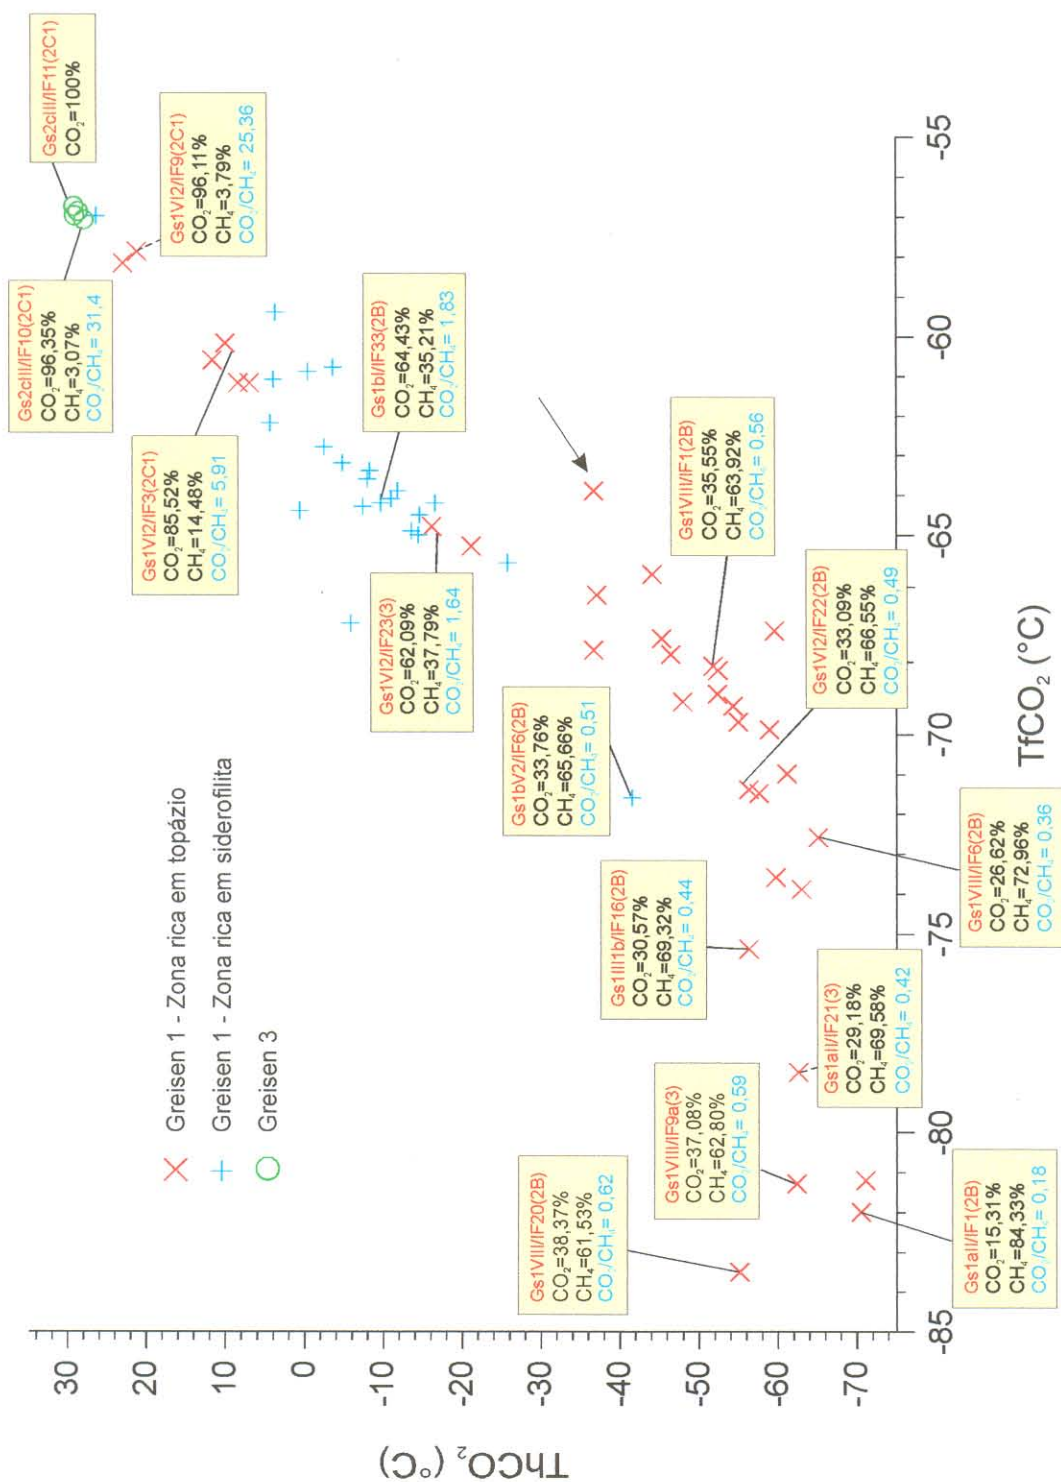 ThCO₂ (°C)
30
20
10
0
-10
-20
-30
-40
-50
-60
-70
-85
-80
-75
-70
-65
-60
-55
TfCO₂ (°C)
Greisen 1 - Zona rica em topázio
Greisen 1 - Zona rica em siderofilita
Greisen 3
Gs2cIII/IF10(2C1)
CO₂=96,35%
CH₄=3,07%
CO₂/CH₄= 31,4
Gs2cIII/IF11(2C1)
CO₂=100%
Gs1VI2/IF9(2C1)
CO₂=96,11%
CH₄=3,79%
CO₂/CH₄= 25,36
Gs1VI2/IF3(2C1)
CO₂=85,52%
CH₄=14,48%
CO₂/CH₄= 5,91
Gs1bI/IF33(2B)
CO₂=64,43%
CH₄=35,21%
CO₂/CH₄= 1,83
Gs1VI2/IF23(3)
CO₂=62,09%
CH₄=37,79%
CO₂/CH₄= 1,64
Gs1bV2/IF6(2B)
CO₂=33,76%
CH₄=65,66%
CO₂/CH₄= 0,51
Gs1VIII/IF1(2B)
CO₂=35,55%
CH₄=63,92%
CO₂/CH₄= 0,56
Gs1VI2/IF22(2B)
CO₂=33,09%
CH₄=66,55%
CO₂/CH₄= 0,49
Gs1III1b/IF16(2B)
CO₂=30,57%
CH₄=69,32%
CO₂/CH₄= 0,44
Gs1VIII/IF6(2B)
CO₂=26,62%
CH₄=72,96%
CO₂/CH₄= 0,36
Gs1aII/IF21(3)
CO₂=29,18%
CH₄=69,58%
CO₂/CH₄= 0,42
Gs1VIII/IF9a(3)
CO₂=37,08%
CH₄=62,80%
CO₂/CH₄= 0,59
Gs1VIII/IF20(2B)
CO₂=38,37%
CH₄=61,53%
CO₂/CH₄= 0,62
Gs1aII/IF1(2B)
CO₂=15,31%
CH₄=84,33%
CO₂/CH₄= 0,18